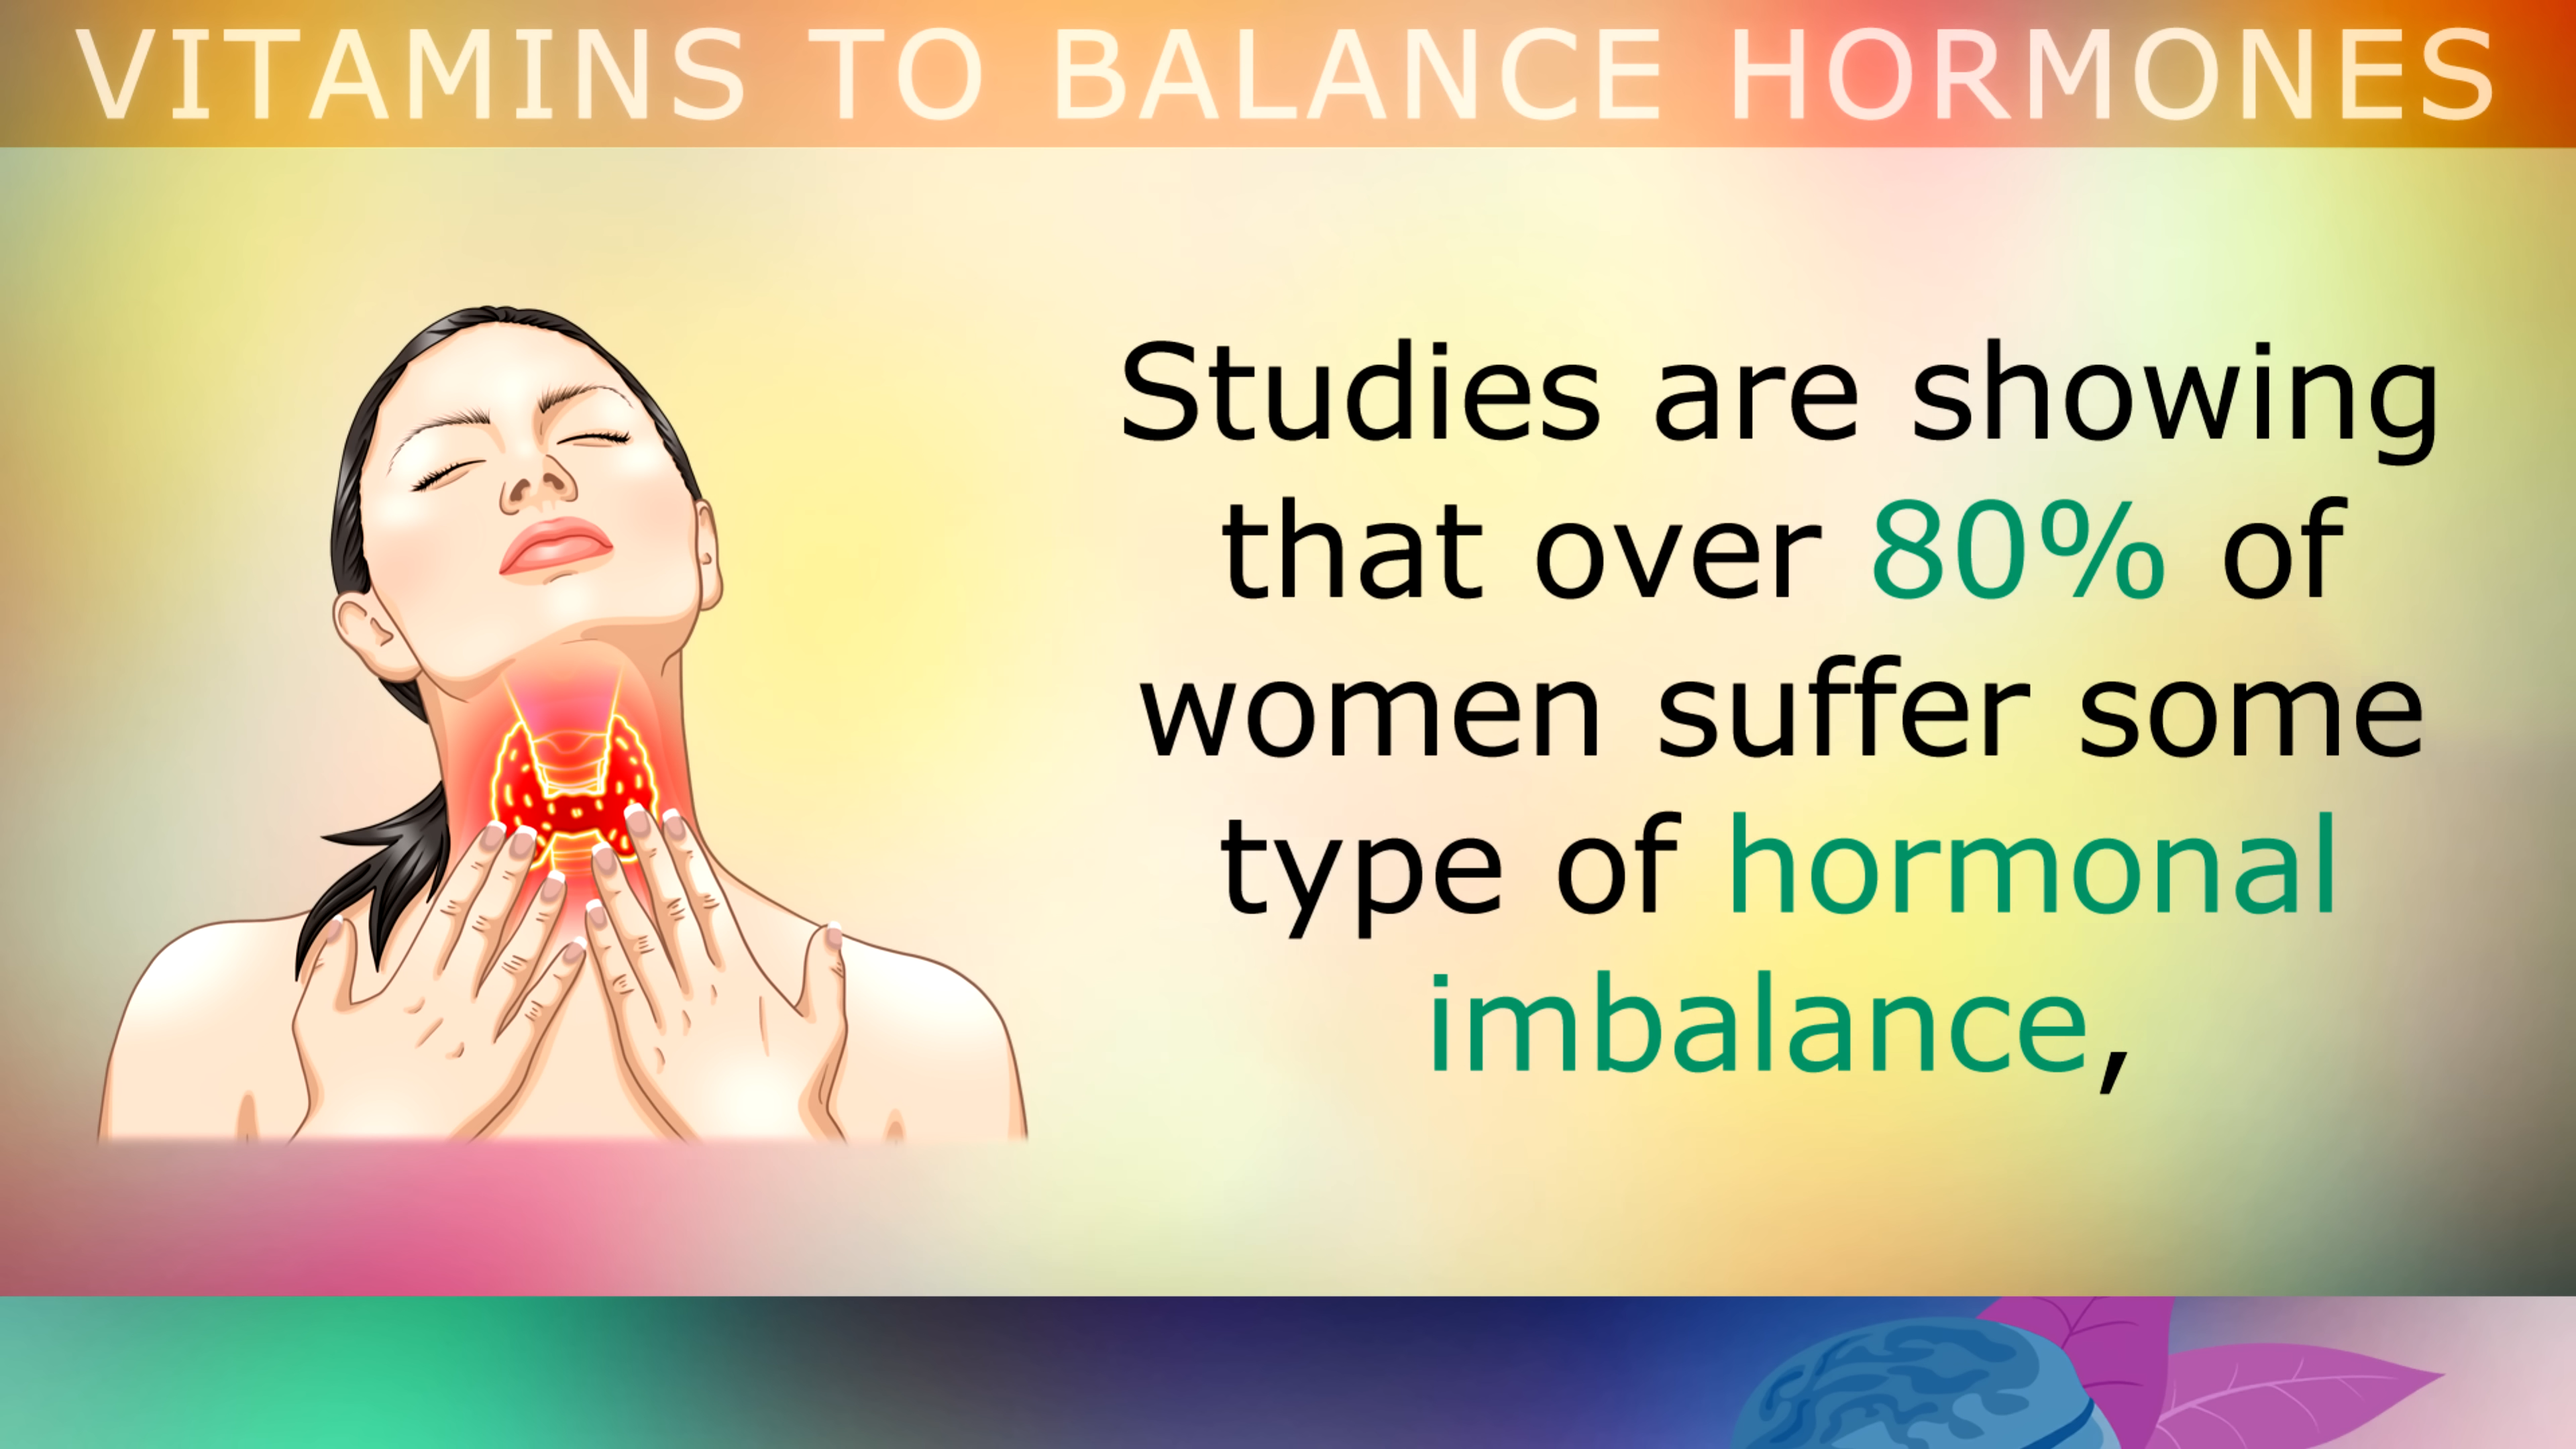 VITAMINS TO BALANCE HORMONES
Studies are showing
that over 80% of
women suffer some
type of hormonal
imbalance,